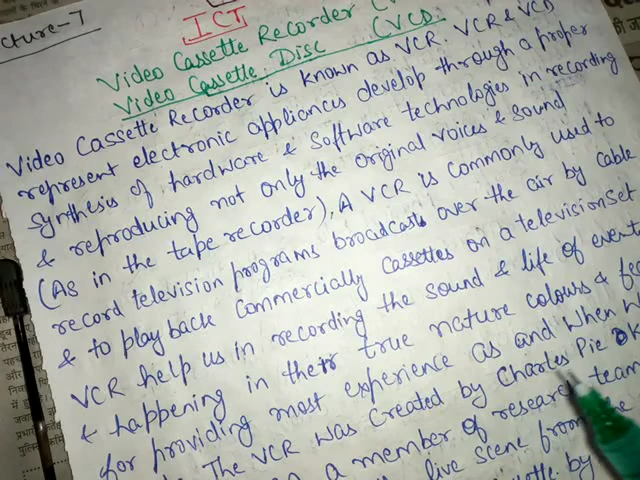 cture-7
ICT
Video Cassette Recorder (V
Video Cassette Disc (VCD
Video Cassette Recorder is known as VCR. VCR & VCD
represent electronic appliances develop through a proper
synthesis of hardware & software technologies in recording
& reproducing not only the original voices & sound
(As in the tape recorder), A VCR is commonly used to
record television programs broadcasts over the air by cable
& to play back commercially cassettes on a televisionset
VCR help us in recording the sound & life of event
& happening in their true nature colours & fe
for providing most experience as and when
The VCR was created by Charles Pie
a member of research team
live scene from the
by